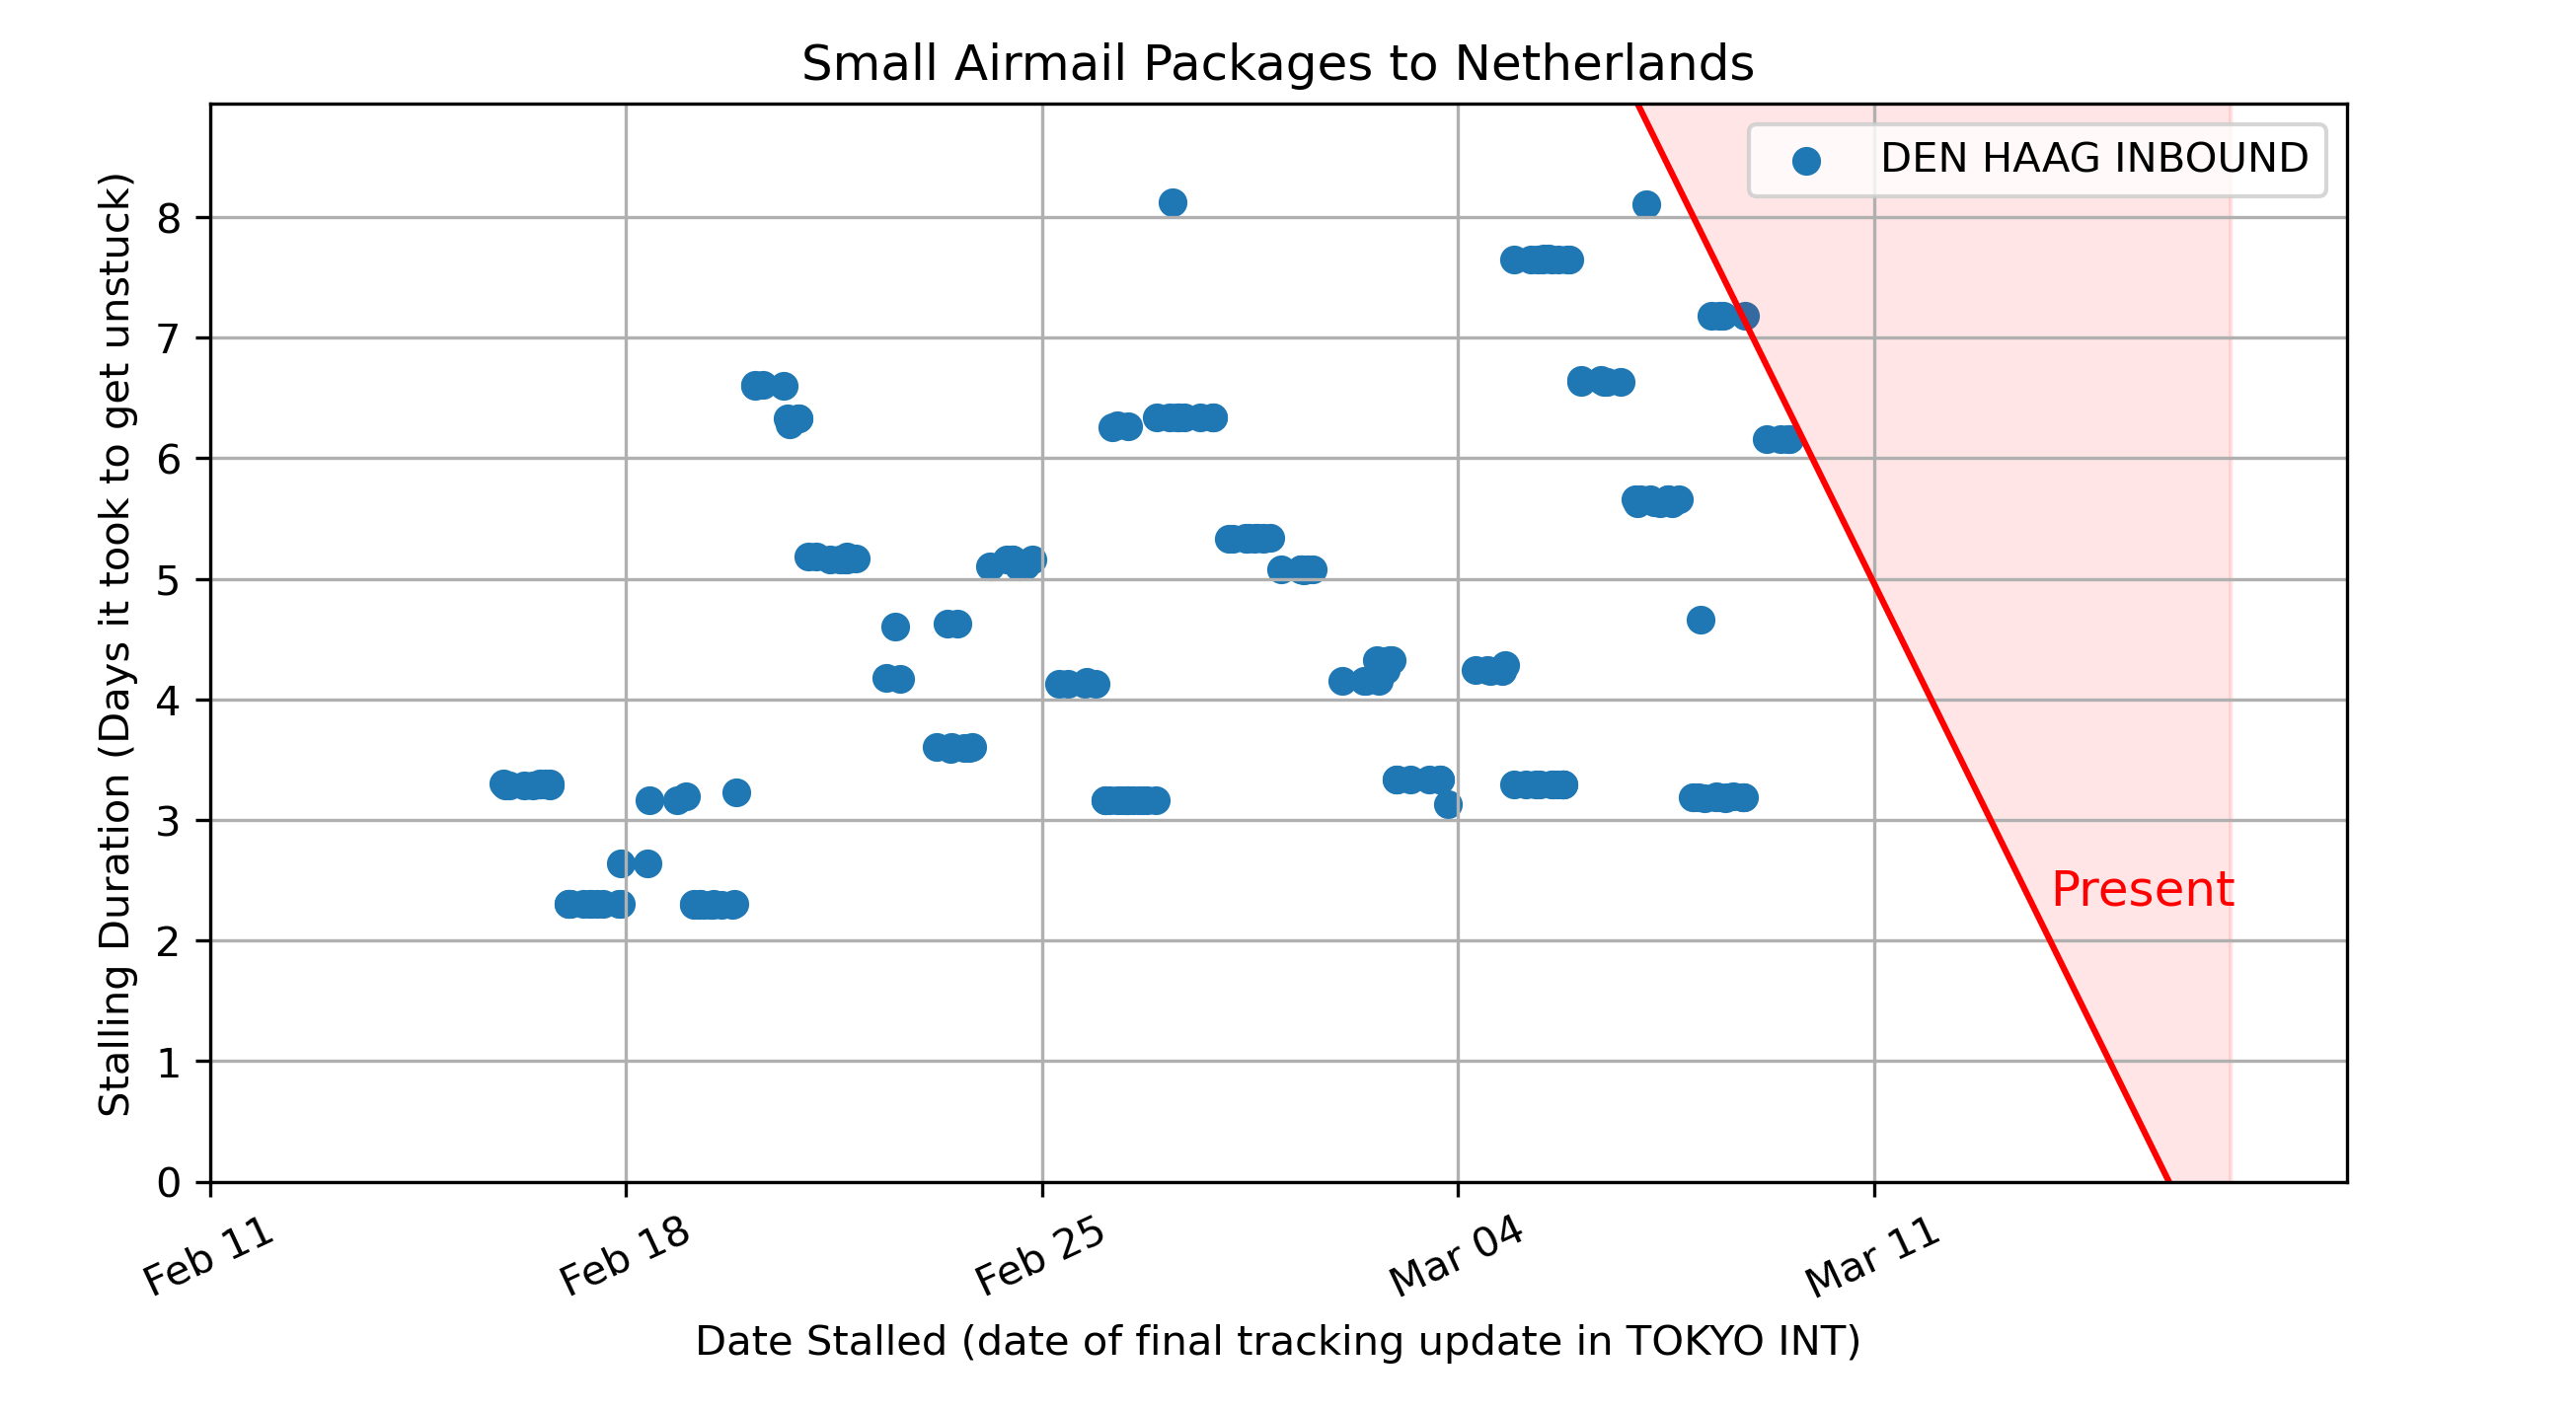 Small Airmail Packages to Netherlands
DEN HAAG INBOUND
Stalling Duration (Days it took to get unstuck)
8
7
6
5
4
3
2
1
0
Present
Feb 11
Feb 18
Feb 25
Mar 04
Mar 11
Date Stalled (date of final tracking update in TOKYO INT)